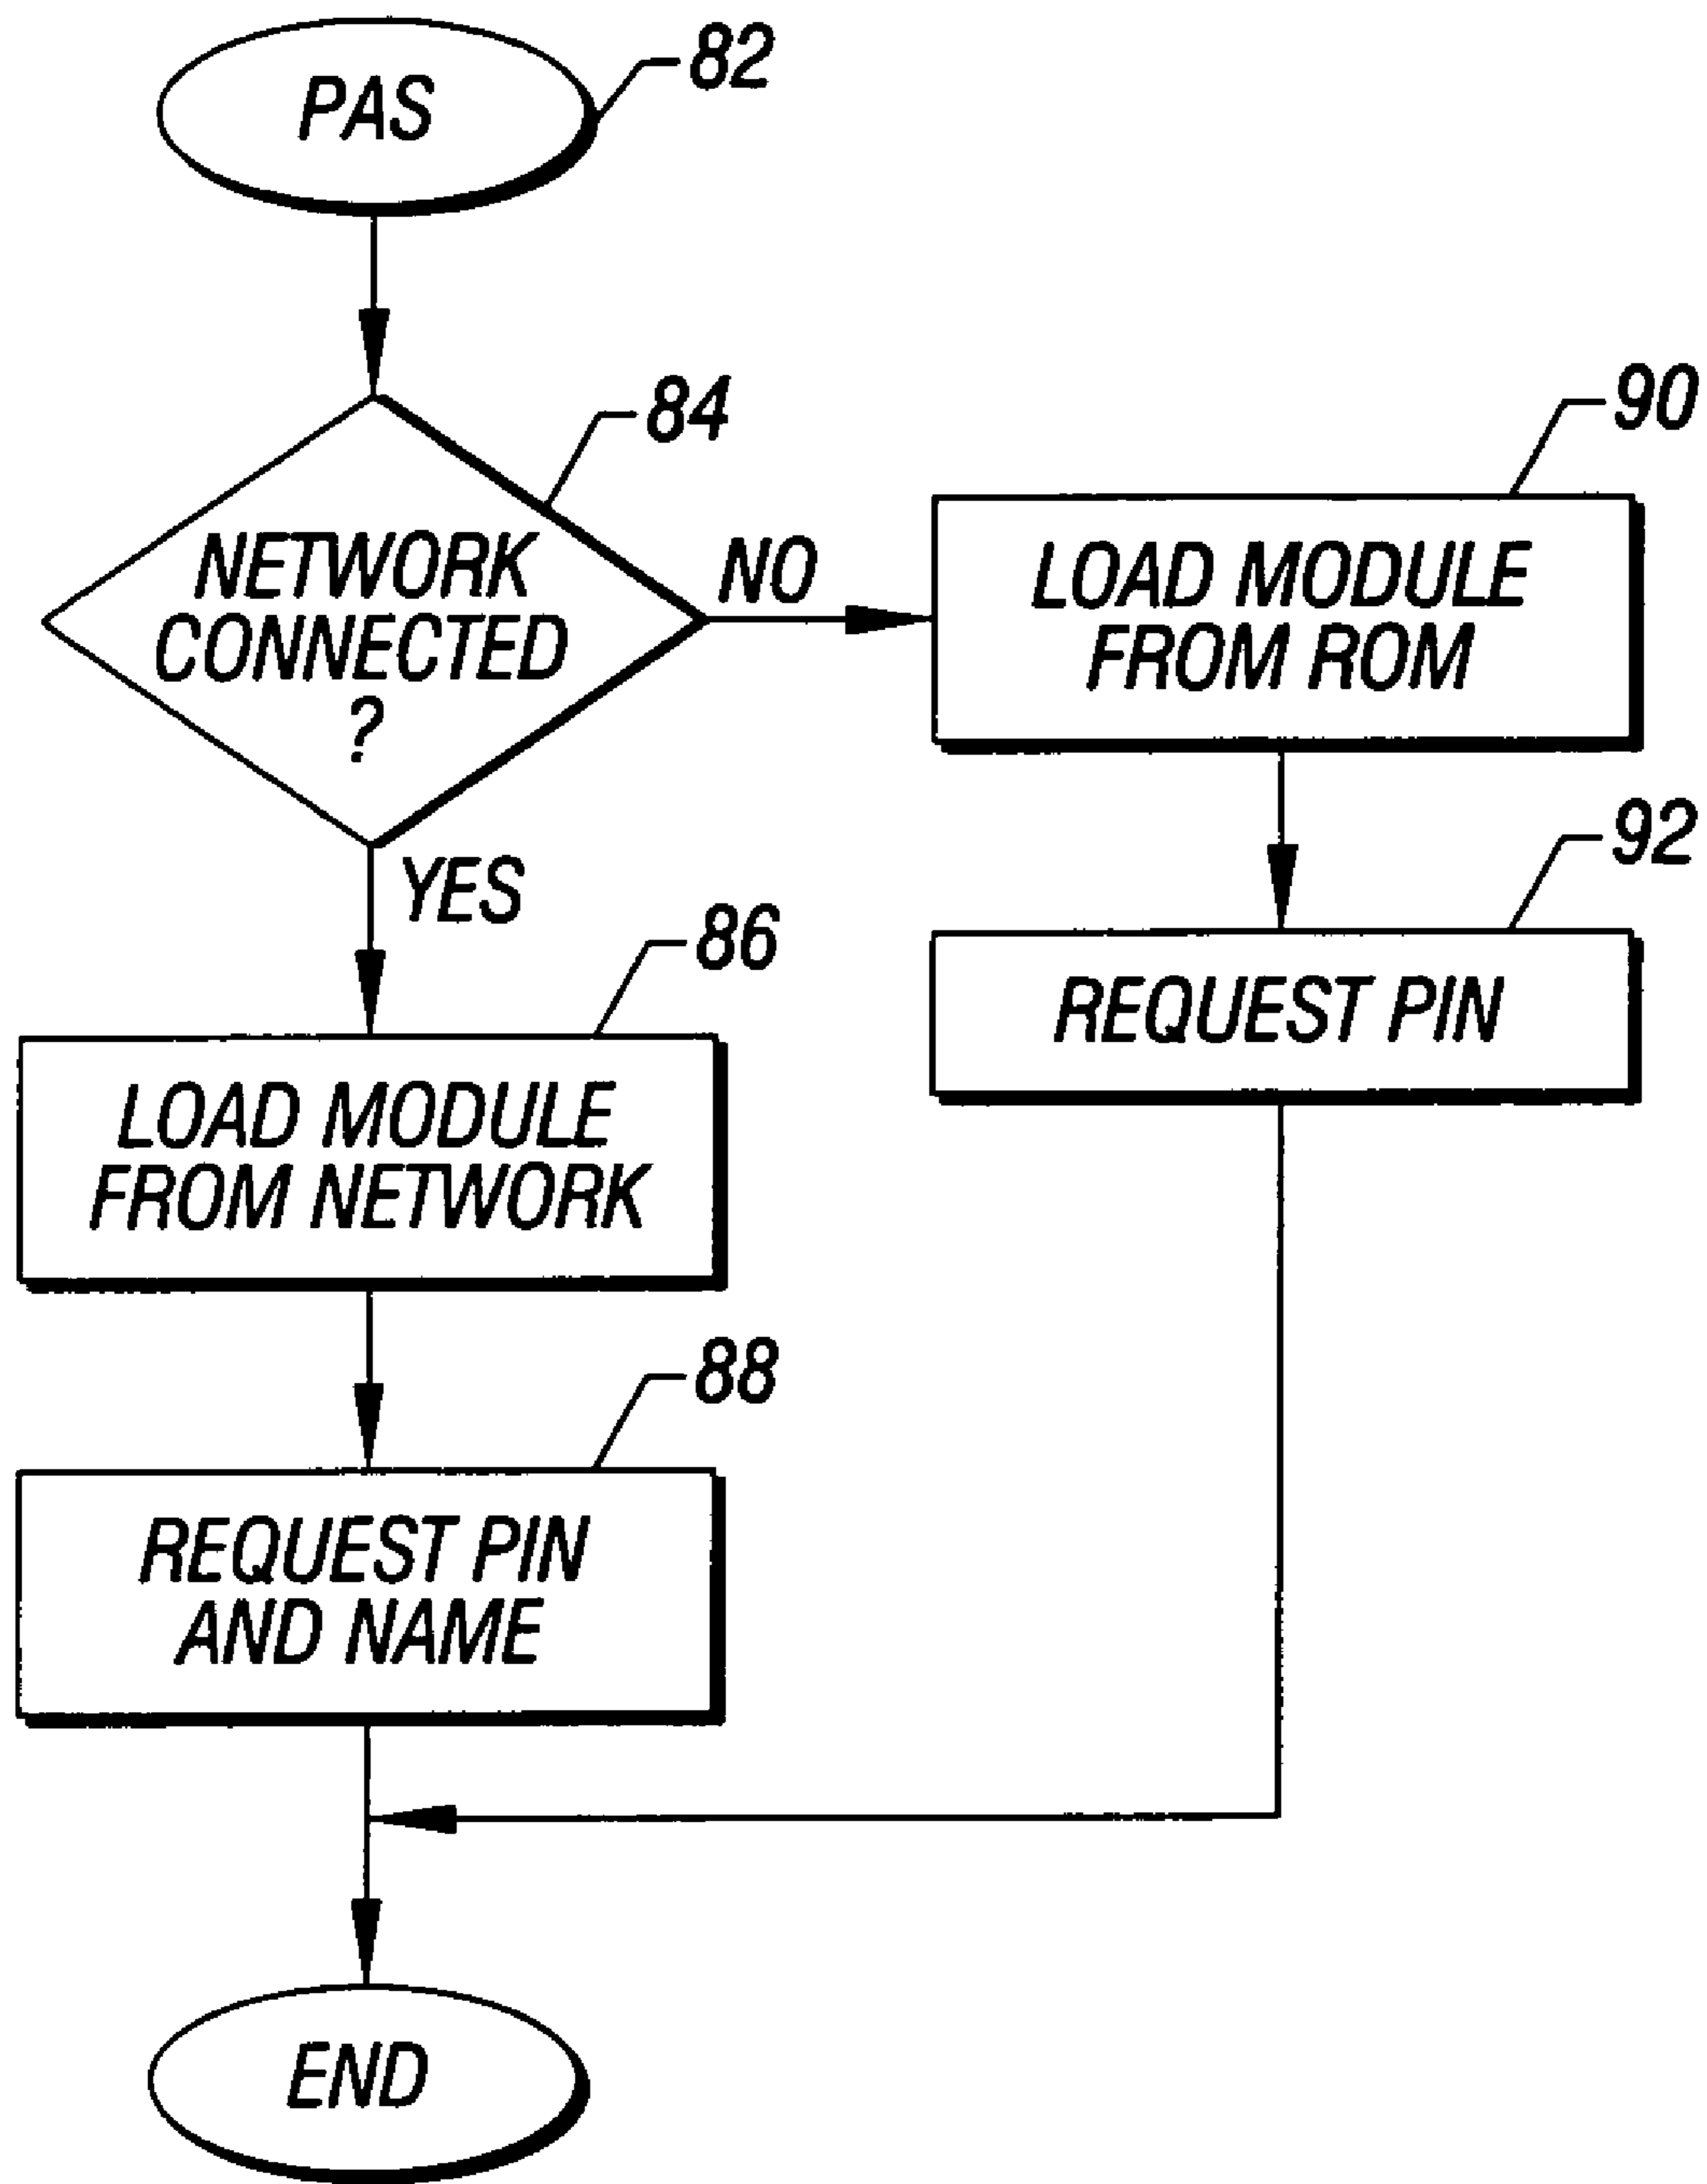 PAS
82
84
NETWORK
CONNECTED
?
NO
90
LOAD MODULE
FROM ROM
YES
92
REQUEST PIN
86
LOAD MODULE
FROM NETWORK
88
REQUEST PIN
AND NAME
END